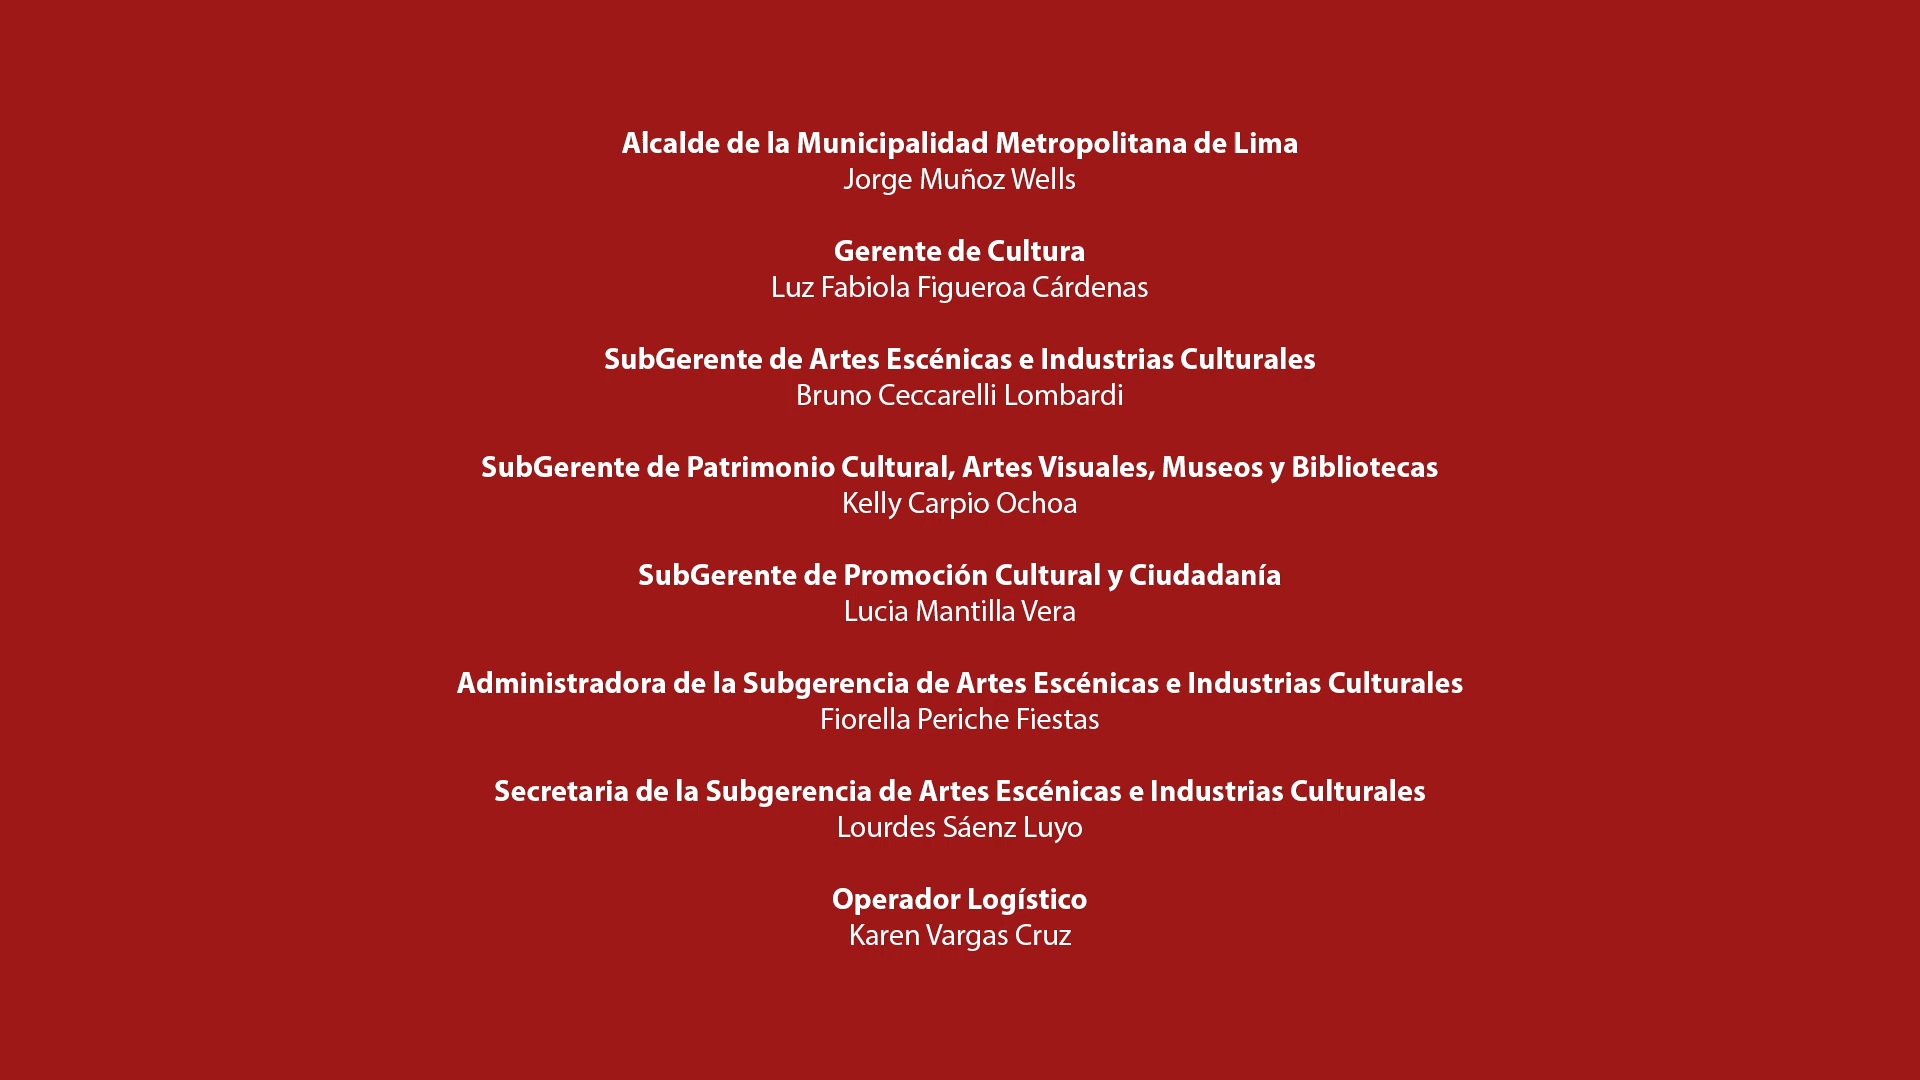 Alcalde de la Municipalidad Metropolitana de Lima
Jorge Muñoz Wells
Gerente de Cultura
Luz Fabiola Figueroa Cárdenas
SubGerente de Artes Escénicas e Industrias Culturales
Bruno Ceccarelli Lombardi
SubGerente de Patrimonio Cultural, Artes Visuales, Museos y Bibliotecas
Kelly Carpio Ochoa
SubGerente de Promoción Cultural y Ciudadanía
Lucia Mantilla Vera
Administradora de la Subgerencia de Artes Escénicas e Industrias Culturales
Fiorella Periche Fiestas
Secretaria de la Subgerencia de Artes Escénicas e Industrias Culturales
Lourdes Sáenz Luyo
Operador Logístico
Karen Vargas Cruz